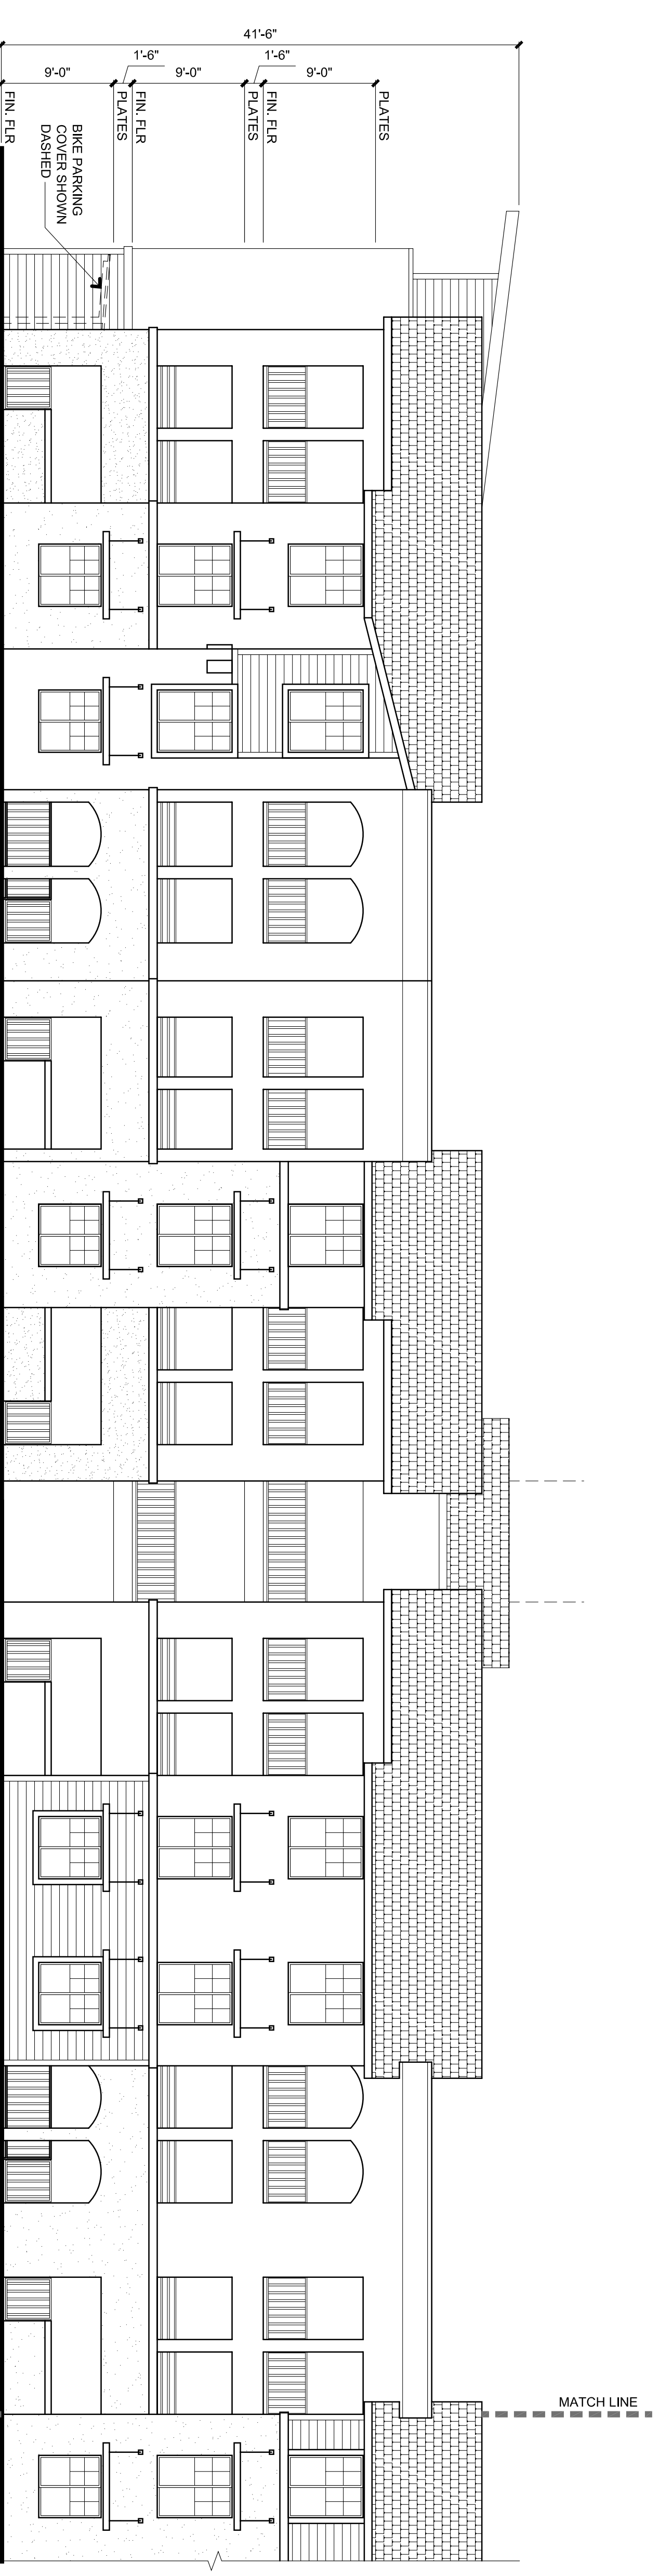 41'-6"
1'-6"
1'-6"
9'-0"
9'-0"
9'-0"
FIN. FLR
PLATES
FIN. FLR
PLATES
FIN. FLR
PLATES
BIKE PARKING
COVER SHOWN
DASHED
MATCH LINE